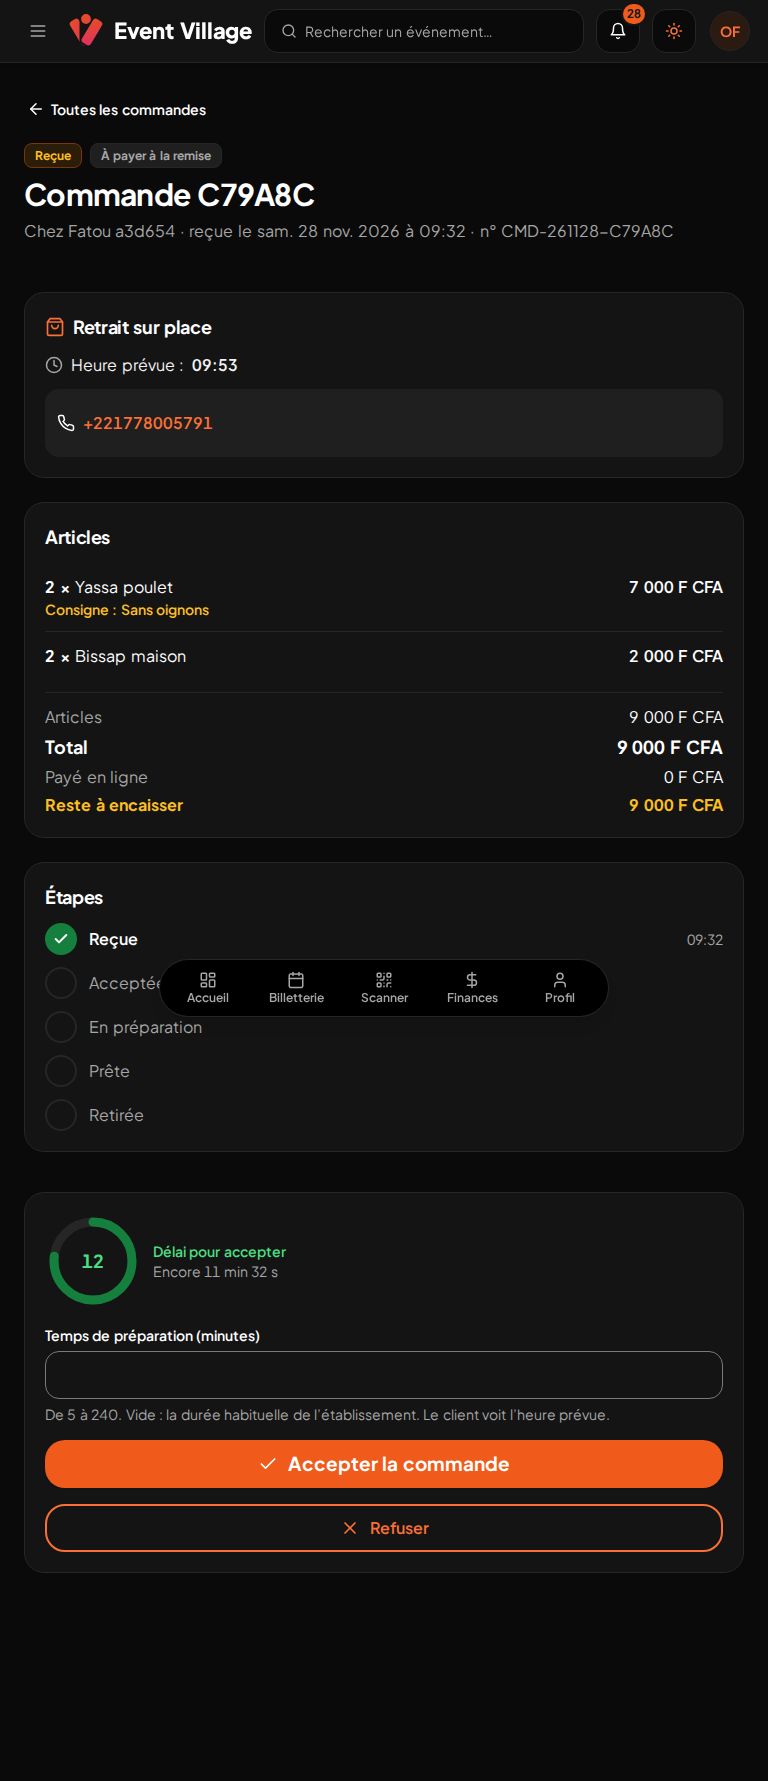 Event Village
Rechercher un événement...
28
OF
Toutes les commandes
Reçue
À payer à la remise
Commande C79A8C
Chez Fatou a3d654 · reçue le sam. 28 nov. 2026 à 09:32 · n° CMD-261128-C79A8C
Retrait sur place
Heure prévue : 09:53
+221778005791
Articles
2 × Yassa poulet 7 000 F CFA
Consigne : Sans oignons
2 × Bissap maison 2 000 F CFA
Articles 9 000 F CFA
Total 9 000 F CFA
Payé en ligne 0 F CFA
Reste à encaisser 9 000 F CFA
Étapes
Reçue 09:32
Acceptée
Accueil Billetterie Scanner Finances Profil
En préparation
Prête
Retirée
12
Délai pour accepter
Encore 11 min 32 s
Temps de préparation (minutes)
De 5 à 240. Vide : la durée habituelle de l'établissement. Le client voit l'heure prévue.
Accepter la commande
Refuser